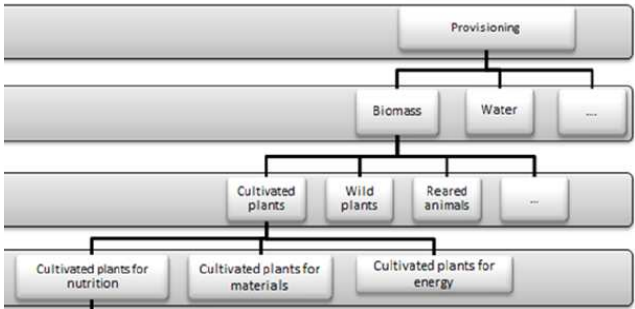 Provisioning
Biomass
Water
....
Cultivated
plants
Wild
plants
Reared
animals
...
Cultivated plants for
nutrition
Cultivated plants for
materials
Cultivated plants for
energy